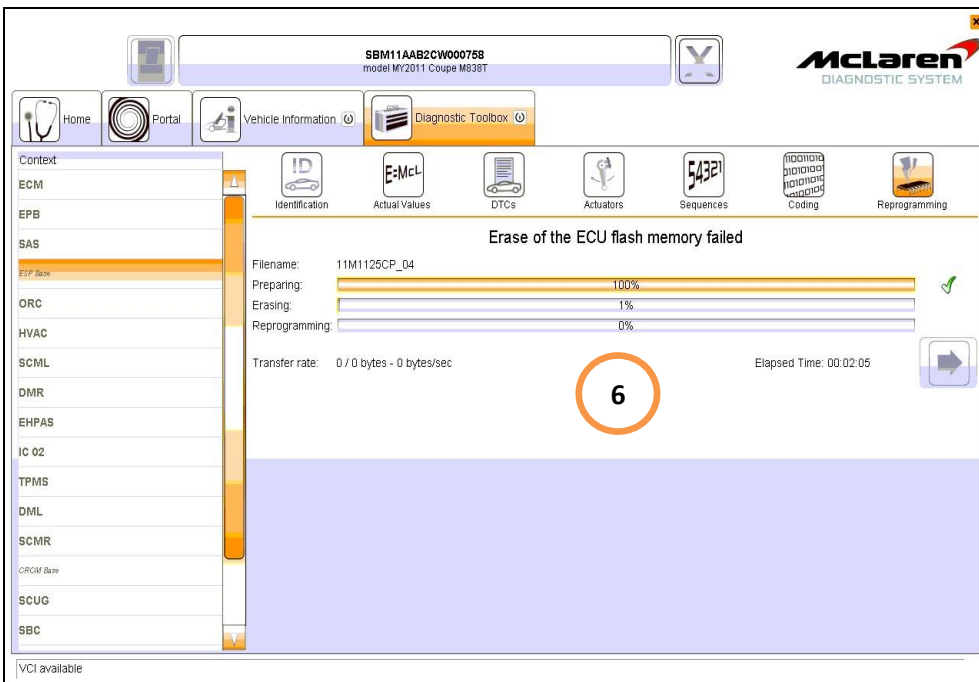 SBM11AAB2CW000758
model MY2011 Coupe M838T
McLaren
DIAGNOSTIC SYSTEM
Home
Portal
Vehicle Information
Diagnostic Toolbox
Context
ECM
EPB
SAS
ESP Base
ORC
HVAC
SCML
DMR
EHPAS
IC 02
TPMS
DML
SCMR
CRCM Base
SCUG
SBC
ID
Identification
E=McL
Actual Values
DTCs
Actuators
54321
Sequences
Coding
Reprogramming
Erase of the ECU flash memory failed
Filename: 11M1125CP_04
Preparing: 100%
Erasing: 1%
Reprogramming: 0%
Transfer rate: 0 / 0 bytes - 0 bytes/sec Elapsed Time: 00:02:05
6
VCI available